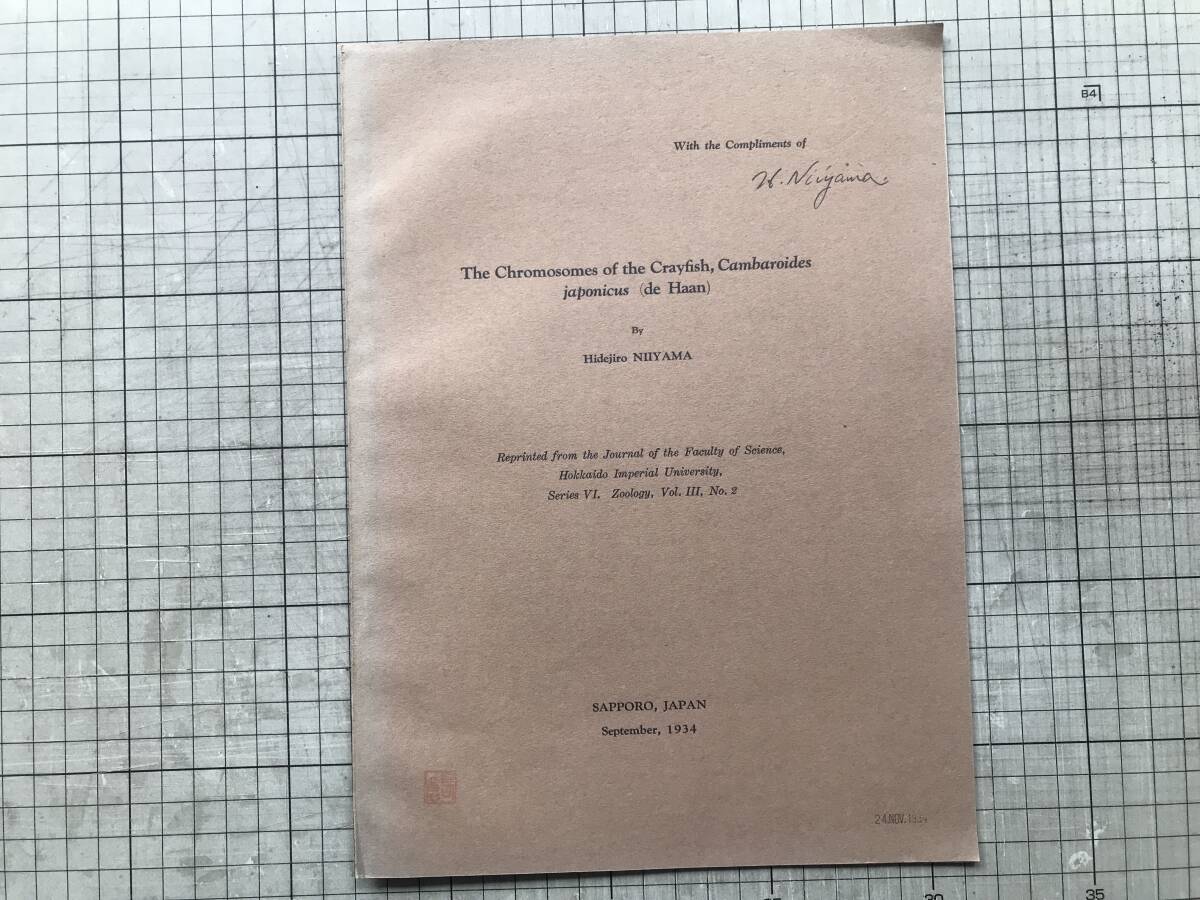 B4
With the Compliments of
H. Niiyama.
The Chromosomes of the Crayfish, Cambaroides
japonicus (de Haan)
By
Hidejiro NIIYAMA
Reprinted from the Journal of the Faculty of Science,
Hokkaido Imperial University,
Series VI. Zoology, Vol. III, No. 2
SAPPORO, JAPAN
September, 1934
24.NOV.1934
30
35